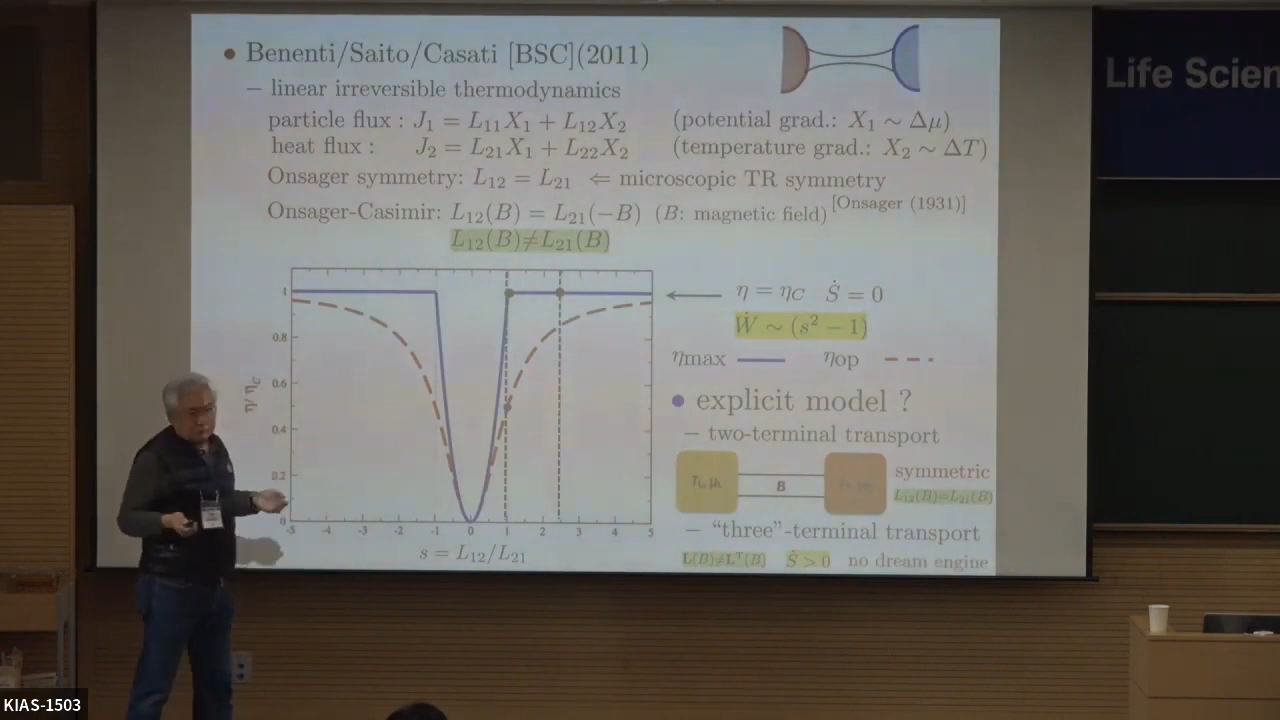 • Benenti/Saito/Casati [BSC](2011)
Life Scien
– linear irreversible thermodynamics
particle flux : J₁ = L₁₁X₁ + L₁₂X₂ (potential grad.: X₁ ∼ Δμ)
heat flux : J₂ = L₂₁X₁ + L₂₂X₂ (temperature grad.: X₂ ∼ ΔT)
Onsager symmetry: L₁₂ = L₂₁ ⇐ microscopic TR symmetry
Onsager-Casimir: L₁₂(B) = L₂₁(−B) (B: magnetic field) [Onsager (1931)]
L₁₂(B)≠L₂₁(B)
η/η_C
1
0.8
0.6
0.4
0.2
0
-5 -4 -3 -2 -1 0 1 2 3 4 5
s = L₁₂/L₂₁
η = η_C Ṡ = 0
Ẇ ∼ (s² − 1)
ηmax ηop
• explicit model ?
– two-terminal transport
B
symmetric
L₁₂(B)=L₂₁(B)
– “three”-terminal transport
L(B)≠Lᵀ(B) Ṡ > 0 no dream engine
KIAS-1503